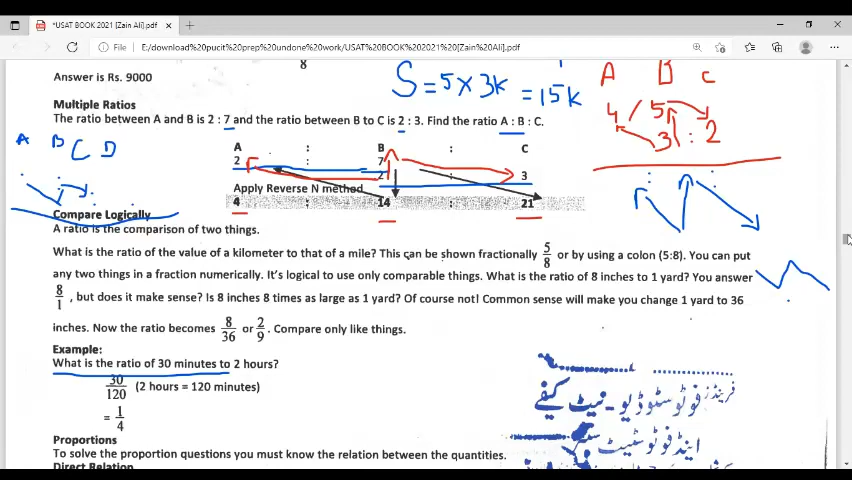 *USAT BOOK 2021 [Zain Ali].pdf
File E:/download%20pucit%20prep%20undone%20work/USAT%20BOOK%202021%20[Zain%20Ali].pdf
8
Answer is Rs. 9000
S = 5 × 3K = 15K
A B C
4 / 5
3 : 2
Multiple Ratios
The ratio between A and B is 2 : 7 and the ratio between B to C is 2 : 3. Find the ratio A : B : C.
A B C D
A : B : C
2 7
2 3
Apply Reverse N method
4 : 14 : 21
Compare Logically
A ratio is the comparison of two things.
What is the ratio of the value of a kilometer to that of a mile? This can be shown fractionally 5/8 or by using a colon (5:8). You can put
any two things in a fraction numerically. It's logical to use only comparable things. What is the ratio of 8 inches to 1 yard? You answer
8/1, but does it make sense? Is 8 inches 8 times as large as 1 yard? Of course not! Common sense will make you change 1 yard to 36
inches. Now the ratio becomes 8/36 or 2/9. Compare only like things.
Example:
What is the ratio of 30 minutes to 2 hours?
30/120 (2 hours = 120 minutes)
= 1/4
فرینڈز فوٹوسٹوڈیو - نیٹ کیفے
اینڈ فوٹوسٹیٹ
Proportions
To solve the proportion questions you must know the relation between the quantities.
Direct Relation